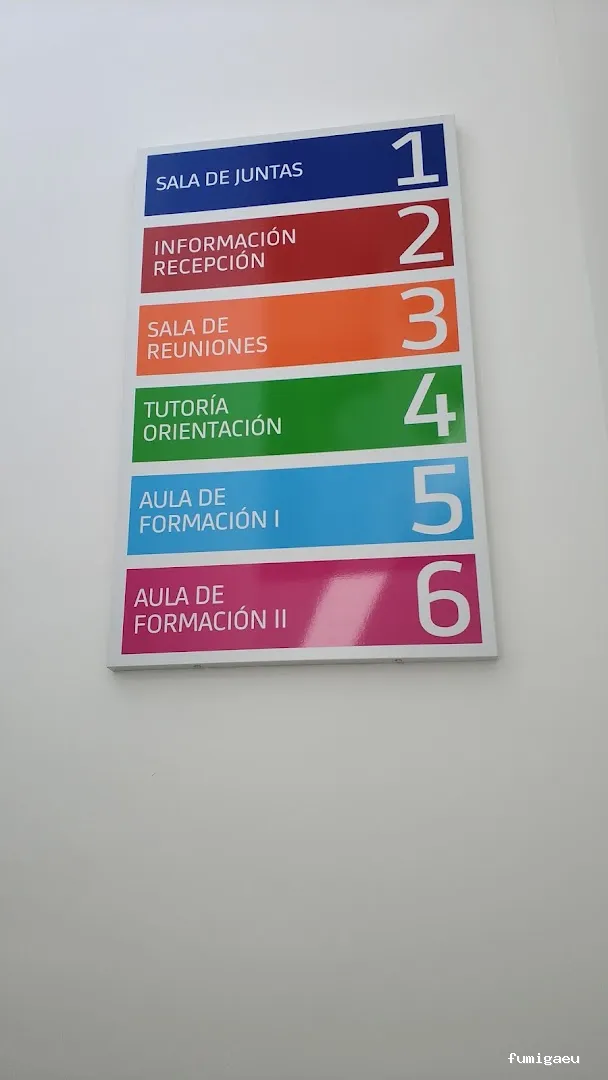 SALA DE JUNTAS
1
INFORMACIÓN
RECEPCIÓN
2
SALA DE
REUNIONES
3
TUTORÍA
ORIENTACIÓN
4
AULA DE
FORMACIÓN I
5
AULA DE
FORMACIÓN II
6
fumigaeu